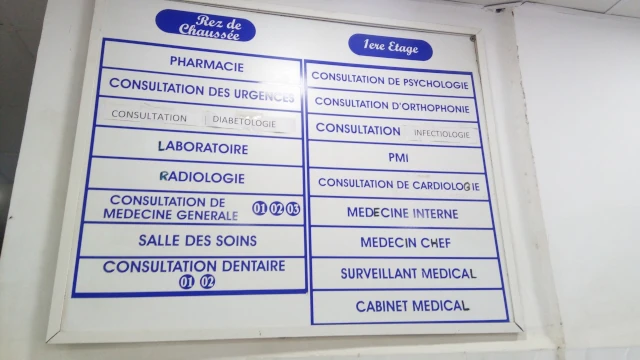 Rez de
Chaussée
PHARMACIE
CONSULTATION DES URGENCES
CONSULTATION DIABETOLOGIE
LABORATOIRE
RADIOLOGIE
CONSULTATION DE
MEDECINE GENERALE 01 02 03
SALLE DES SOINS
CONSULTATION DENTAIRE
01 02
1ere Etage
CONSULTATION DE PSYCHOLOGIE
CONSULTATION D'ORTHOPHONIE
CONSULTATION INFECTIOLOGIE
PMI
CONSULTATION DE CARDIOLOGIE
MEDECINE INTERNE
MEDECIN CHEF
SURVEILLANT MEDICAL
CABINET MEDICAL